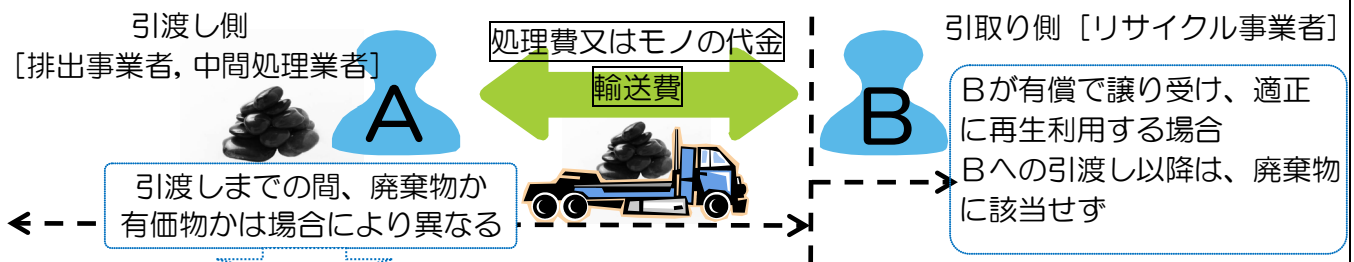 引渡し側
[排出事業者, 中間処理業者]
A
処理費又はモノの代金
輸送費
引渡しまでの間、廃棄物か
有価物かは場合により異なる
引取り側［リサイクル事業者］
B
Ｂが有償で譲り受け、適正
に再生利用する場合
Ｂへの引渡し以降は、廃棄物
に該当せず